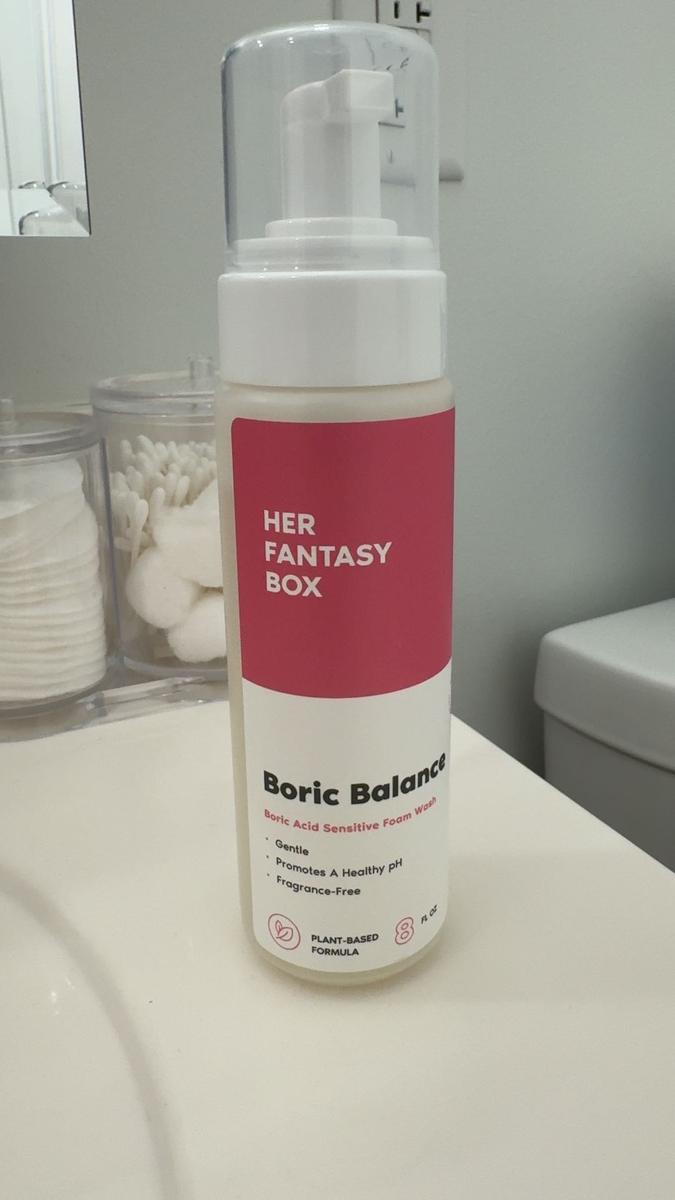 HER
FANTASY
BOX
Boric Balance
Boric Acid Sensitive Foam Wash
· Gentle
· Promotes A Healthy pH
· Fragrance-Free
PLANT-BASED
FORMULA
8 FL OZ